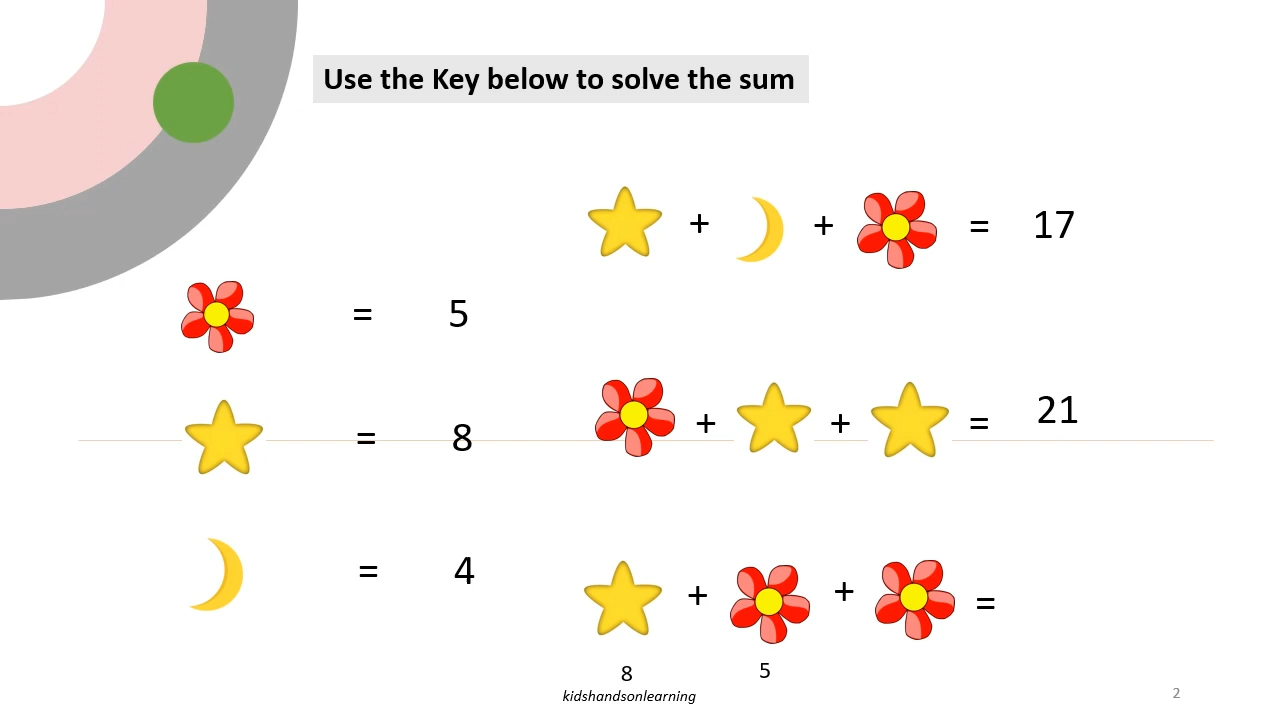 Use the Key below to solve the sum
+ + = 17
= 5
+ + = 21
= 8
= 4
+ + =
8 5
kidshandsonlearning
2